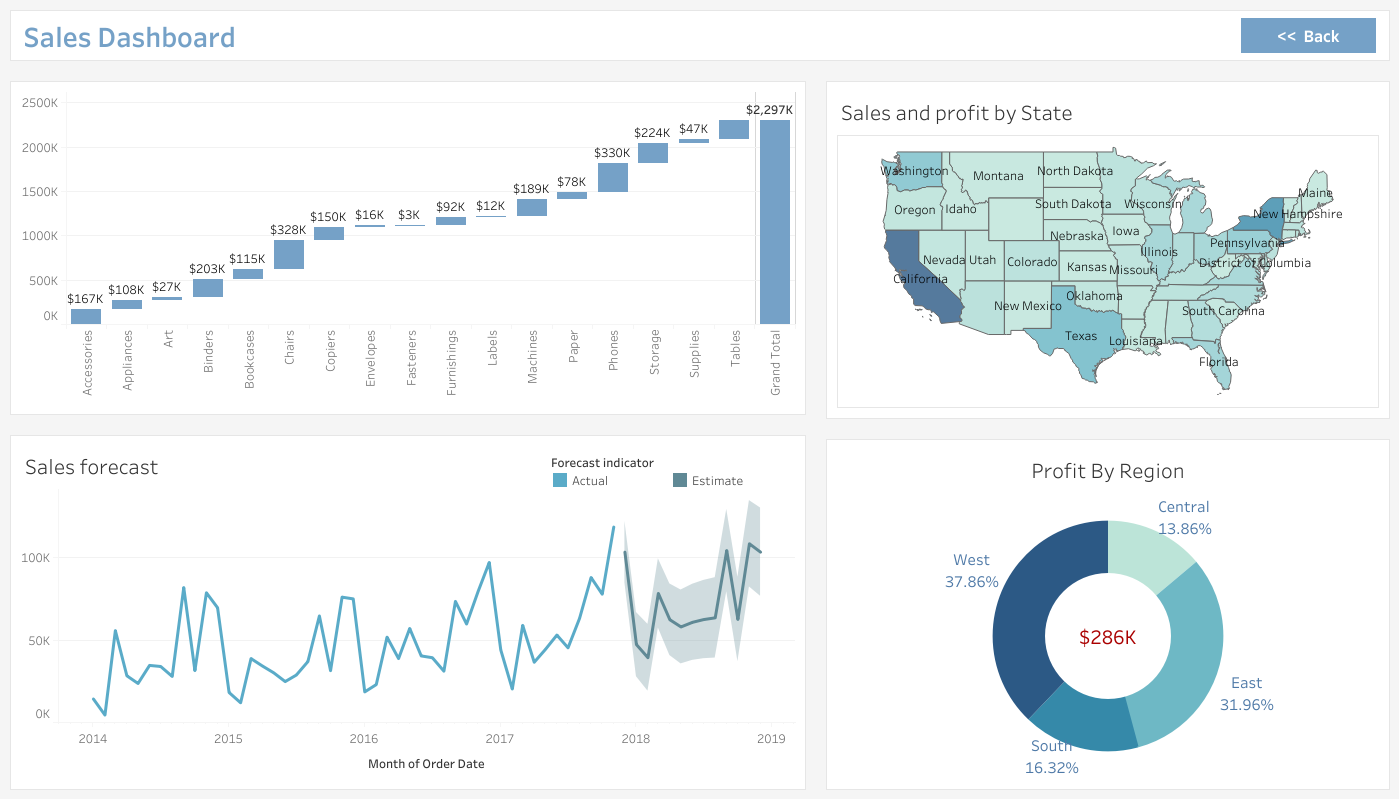 Sales Dashboard
<< Back
2500K
2000K
1500K
1000K
500K
0K
$167K
$108K
$27K
$203K
$115K
$328K
$150K
$16K
$3K
$92K
$12K
$189K
$78K
$330K
$224K
$47K
$2,297K
Accessories
Appliances
Art
Binders
Bookcases
Chairs
Copiers
Envelopes
Fasteners
Furnishings
Labels
Machines
Paper
Phones
Storage
Supplies
Tables
Grand Total
Sales and profit by State
Washington
Montana
North Dakota
Maine
Oregon
Idaho
South Dakota
Wisconsin
New Hampshire
Nebraska
Iowa
Pennsylvania
Nevada
Utah
Colorado
Kansas
Missouri
Illinois
District of Columbia
California
New Mexico
Oklahoma
South Carolina
Texas
Louisiana
Florida
Sales forecast
Forecast indicator
Actual
Estimate
100K
50K
0K
2014
2015
2016
2017
2018
2019
Month of Order Date
Profit By Region
Central
13.86%
West
37.86%
$286K
East
31.96%
South
16.32%